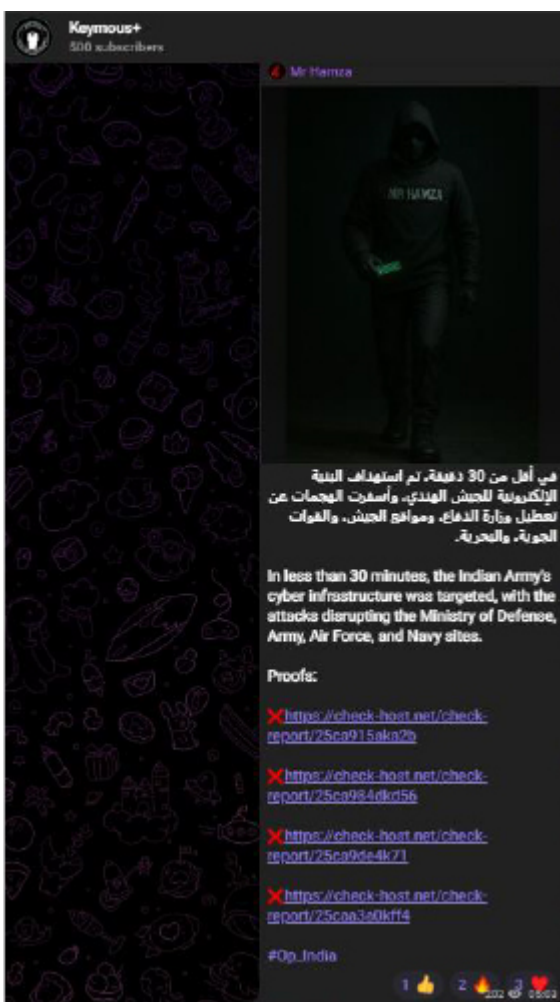 Keymous+
500 subscribers
Mr Hamza
MR HAMZA
في أقل من 30 دقيقة، تم استهداف البنية
الإلكترونية للجيش الهندي، وأسفرت الهجمات عن
تعطيل وزارة الدفاع، ومواقع الجيش، والقوات
الجوية، والبحرية.
In less than 30 minutes, the Indian Army's
cyber infrastructure was targeted, with the
attacks disrupting the Ministry of Defense,
Army, Air Force, and Navy sites.
Proofs:
❌https://check-host.net/check-
report/25ca915aka2b
❌https://check-host.net/check-
report/25ca984dkd56
❌https://check-host.net/check-
report/25ca9de4k71
❌https://check-host.net/check-
report/25caa3a0kff4
#Op_India
1 👍 2 🔥 3 ❤️